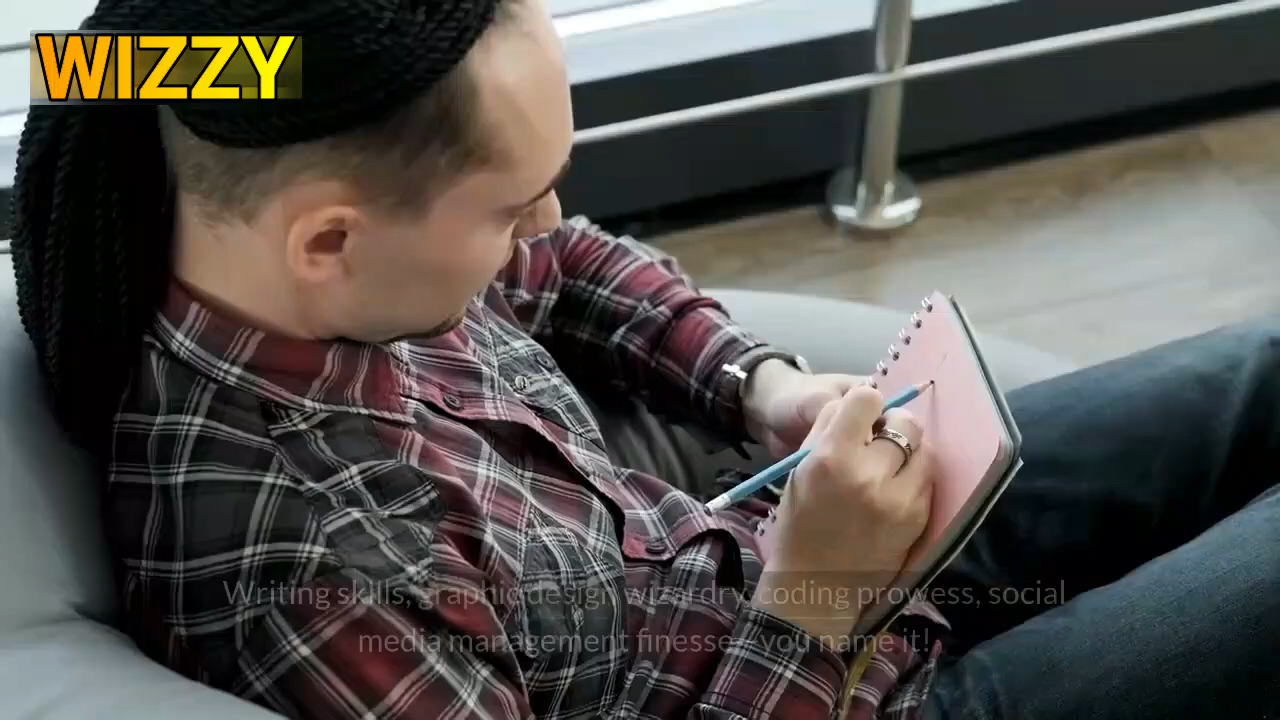 WIZZY
Writing skills, graphic design wizardry, coding prowess, social
media management finesse - you name it!